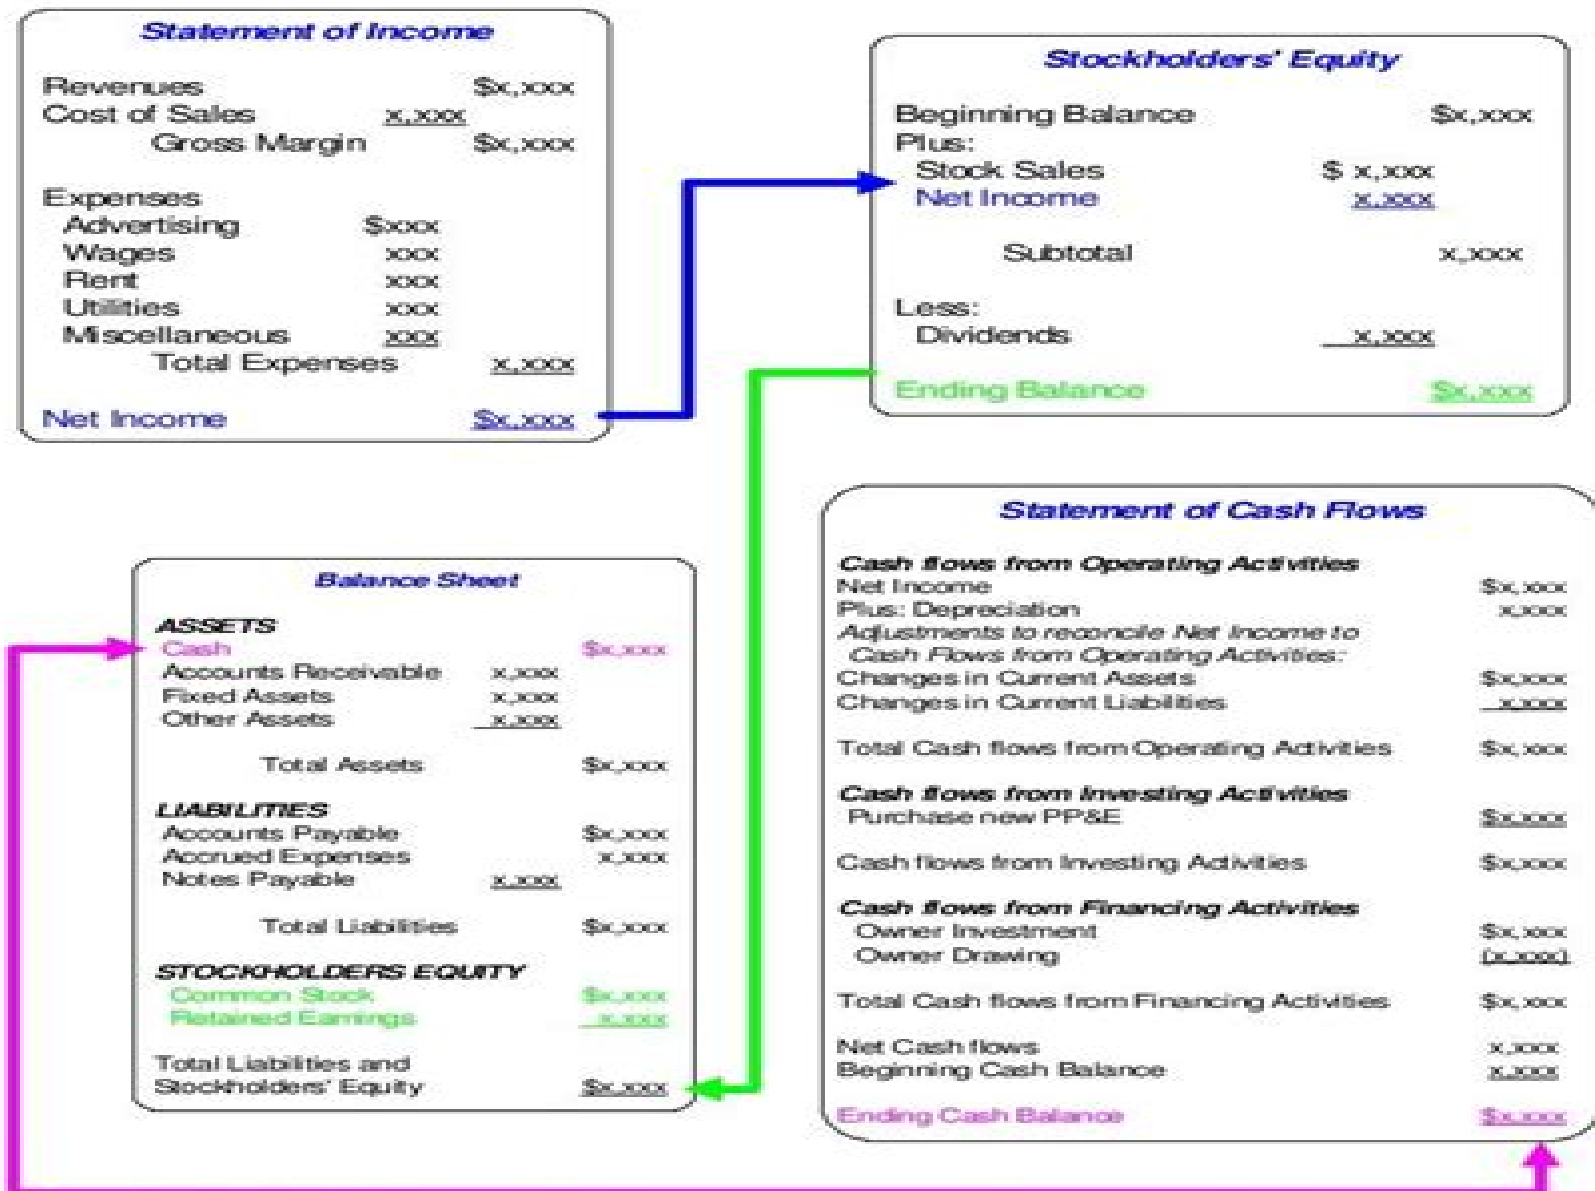 Statement of Income
Revenues $x,xxx
Cost of Sales x,xxx
Gross Margin $x,xxx
Expenses
Advertising $xxx
Wages xxx
Rent xxx
Utilities xxx
Miscellaneous xxx
Total Expenses x,xxx
Net Income $x,xxx
Stockholders' Equity
Beginning Balance $x,xxx
Plus:
Stock Sales $ x,xxx
Net Income x,xxx
Subtotal x,xxx
Less:
Dividends x,xxx
Ending Balance $x,xxx
Balance Sheet
ASSETS
Cash $x,xxx
Accounts Receivable x,xxx
Fixed Assets x,xxx
Other Assets x,xxx
Total Assets $x,xxx
LIABILITIES
Accounts Payable $x,xxx
Accrued Expenses x,xxx
Notes Payable x,xxx
Total Liabilities $x,xxx
STOCKHOLDERS EQUITY
Common Stock $x,xxx
Retained Earnings x,xxx
Total Liabilities and
Stockholders' Equity $x,xxx
Statement of Cash Flows
Cash flows from Operating Activities
Net Income $x,xxx
Plus: Depreciation x,xxx
Adjustments to reconcile Net Income to
Cash Flows from Operating Activities:
Changes in Current Assets $x,xxx
Changes in Current Liabilities x,xxx
Total Cash flows from Operating Activities $x,xxx
Cash flows from Investing Activities
Purchase new PP&E $x,xxx
Cash flows from Investing Activities $x,xxx
Cash flows from Financing Activities
Owner Investment $x,xxx
Owner Drawing (x,xxx)
Total Cash flows from Financing Activities $x,xxx
Net Cash flows x,xxx
Beginning Cash Balance x,xxx
Ending Cash Balance $x,xxx